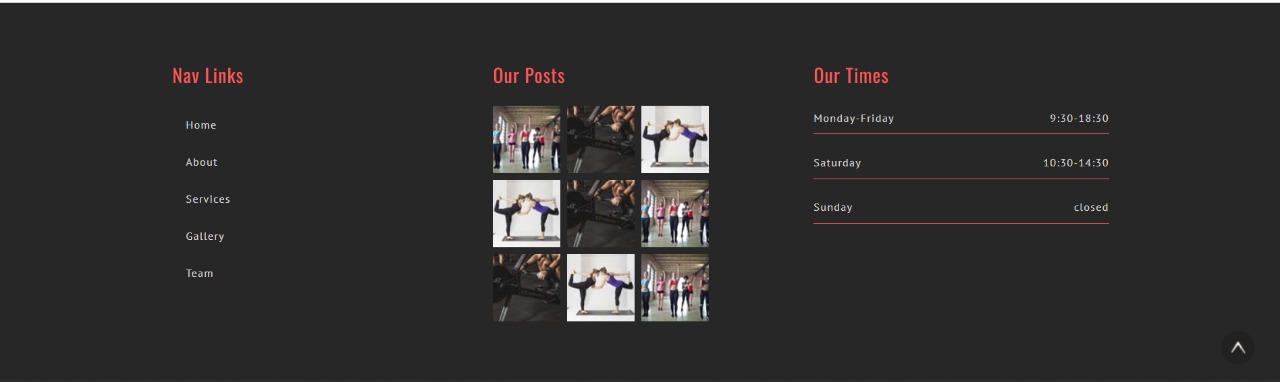 Nav Links
Home
About
Services
Gallery
Team
Our Posts
Our Times
Monday-Friday 9:30-18:30
Saturday 10:30-14:30
Sunday closed